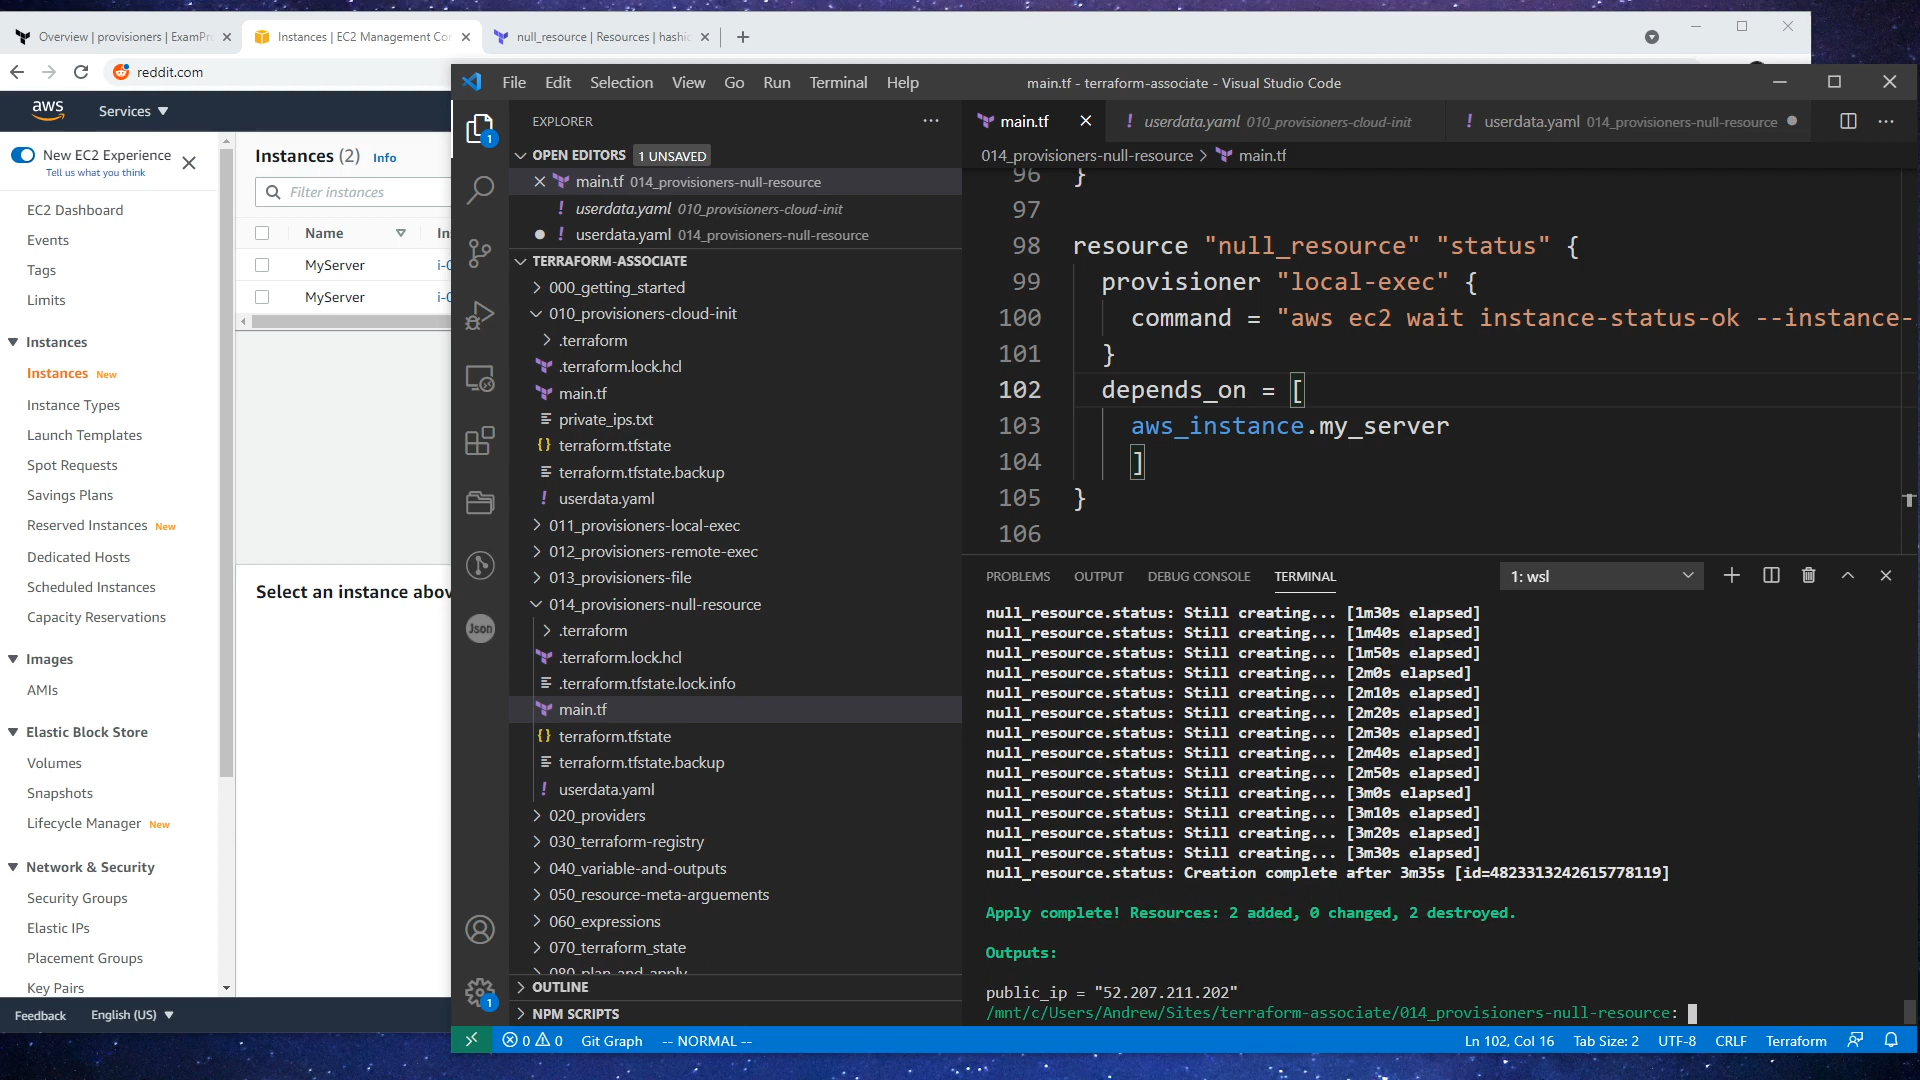 Overview | provisioners | ExamPr
Instances | EC2 Management Co
null_resource | Resources | hashic
reddit.com
aws
Services
New EC2 Experience
Tell us what you think
EC2 Dashboard
Events
Tags
Limits
Instances
Instances New
Instance Types
Launch Templates
Spot Requests
Savings Plans
Reserved Instances New
Dedicated Hosts
Scheduled Instances
Capacity Reservations
Images
AMIs
Elastic Block Store
Volumes
Snapshots
Lifecycle Manager New
Network & Security
Security Groups
Elastic IPs
Placement Groups
Key Pairs
Feedback
English (US)
Instances (2) Info
Filter instances
Name
In
MyServer i-0
MyServer i-0
Select an instance abov
File Edit Selection View Go Run Terminal Help
main.tf - terraform-associate - Visual Studio Code
EXPLORER
OPEN EDITORS 1 UNSAVED
main.tf 014_provisioners-null-resource
userdata.yaml 010_provisioners-cloud-init
userdata.yaml 014_provisioners-null-resource
TERRAFORM-ASSOCIATE
000_getting_started
010_provisioners-cloud-init
.terraform
.terraform.lock.hcl
main.tf
private_ips.txt
terraform.tfstate
terraform.tfstate.backup
userdata.yaml
011_provisioners-local-exec
012_provisioners-remote-exec
013_provisioners-file
014_provisioners-null-resource
.terraform
.terraform.lock.hcl
.terraform.tfstate.lock.info
main.tf
terraform.tfstate
terraform.tfstate.backup
userdata.yaml
020_providers
030_terraform-registry
040_variable-and-outputs
050_resource-meta-arguements
060_expressions
070_terraform_state
080_plan_and_apply
OUTLINE
NPM SCRIPTS
1
Json
1
main.tf
userdata.yaml 010_provisioners-cloud-init
userdata.yaml 014_provisioners-null-resource
014_provisioners-null-resource > main.tf
96 }
97
98 resource "null_resource" "status" {
99 provisioner "local-exec" {
100 command = "aws ec2 wait instance-status-ok --instance-
101 }
102 depends_on = [
103 aws_instance.my_server
104 ]
105 }
106
PROBLEMS OUTPUT DEBUG CONSOLE TERMINAL 1: wsl
null_resource.status: Still creating... [1m30s elapsed]
null_resource.status: Still creating... [1m40s elapsed]
null_resource.status: Still creating... [1m50s elapsed]
null_resource.status: Still creating... [2m0s elapsed]
null_resource.status: Still creating... [2m10s elapsed]
null_resource.status: Still creating... [2m20s elapsed]
null_resource.status: Still creating... [2m30s elapsed]
null_resource.status: Still creating... [2m40s elapsed]
null_resource.status: Still creating... [2m50s elapsed]
null_resource.status: Still creating... [3m0s elapsed]
null_resource.status: Still creating... [3m10s elapsed]
null_resource.status: Still creating... [3m20s elapsed]
null_resource.status: Still creating... [3m30s elapsed]
null_resource.status: Creation complete after 3m35s [id=4823313242615778119]
Apply complete! Resources: 2 added, 0 changed, 2 destroyed.
Outputs:
public_ip = "52.207.211.202"
/mnt/c/Users/Andrew/Sites/terraform-associate/014_provisioners-null-resource:
0 0 Git Graph -- NORMAL --
Ln 102, Col 16 Tab Size: 2 UTF-8 CRLF Terraform